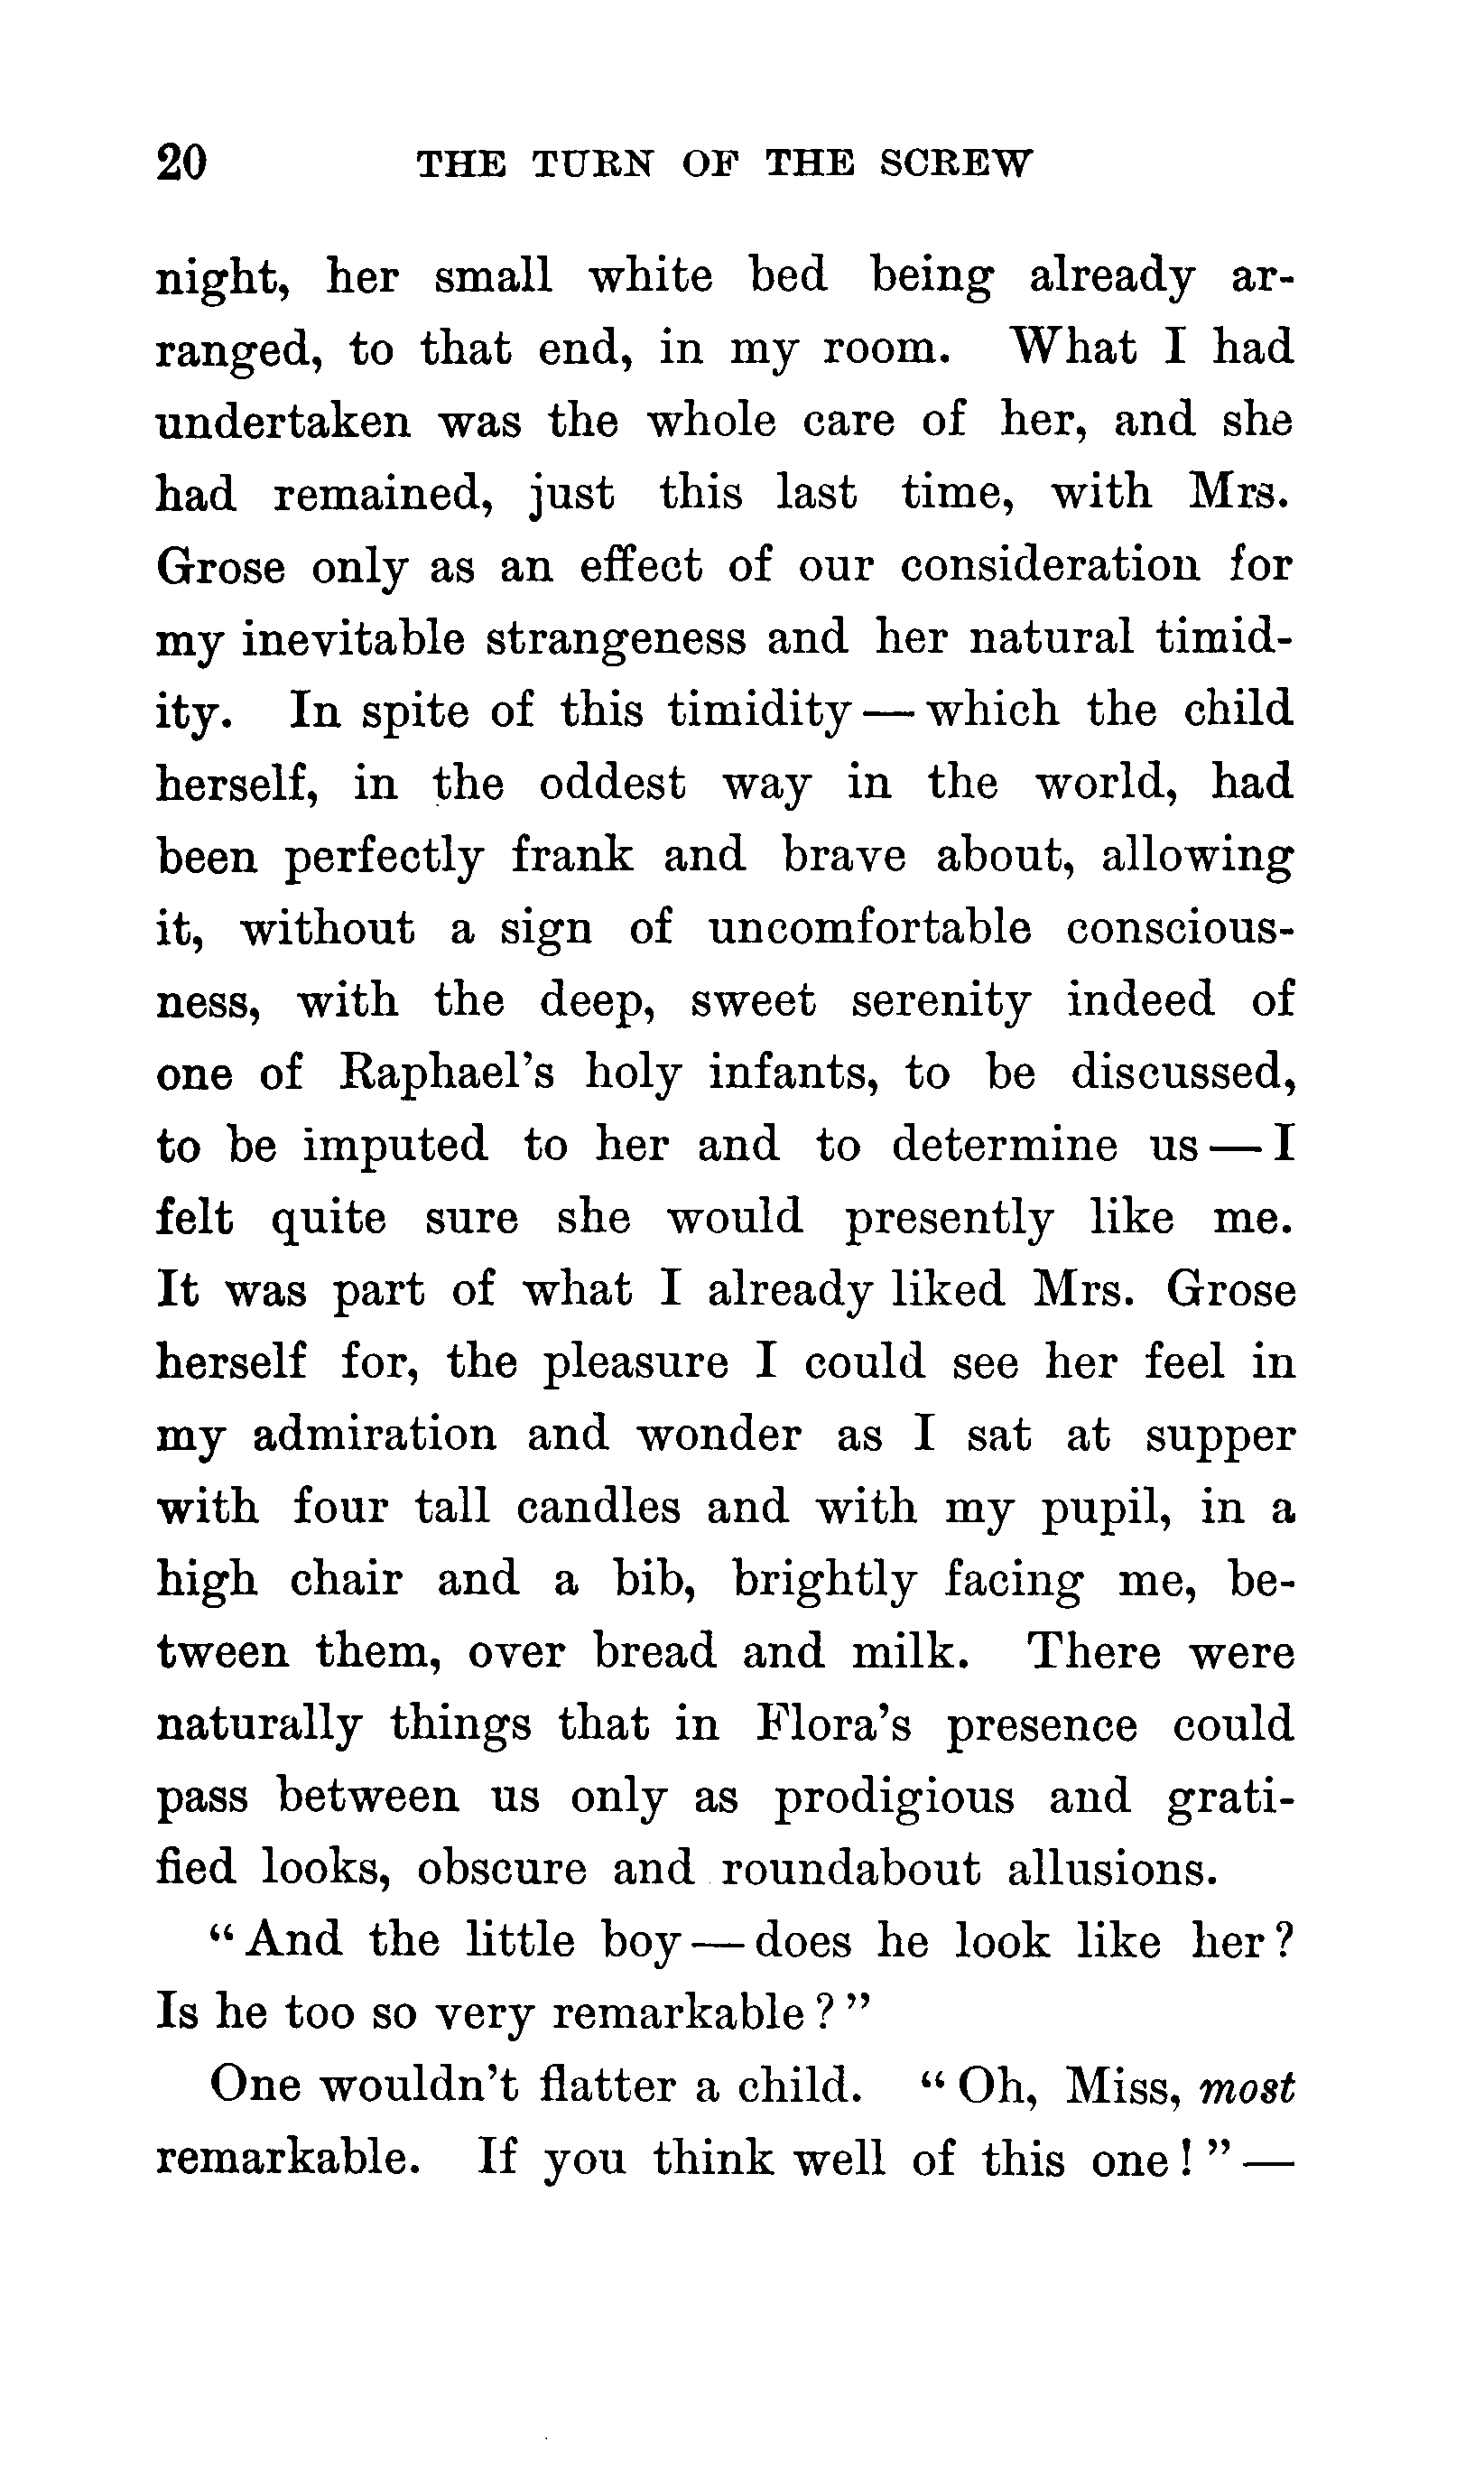 20 THE TURN OF THE SCREW
night, her small white bed being already ar-
ranged, to that end, in my room. What I had
undertaken was the whole care of her, and she
had remained, just this last time, with Mrs.
Grose only as an effect of our consideration for
my inevitable strangeness and her natural timid-
ity. In spite of this timidity — which the child
herself, in the oddest way in the world, had
been perfectly frank and brave about, allowing
it, without a sign of uncomfortable conscious-
ness, with the deep, sweet serenity indeed of
one of Raphael's holy infants, to be discussed,
to be imputed to her and to determine us — I
felt quite sure she would presently like me.
It was part of what I already liked Mrs. Grose
herself for, the pleasure I could see her feel in
my admiration and wonder as I sat at supper
with four tall candles and with my pupil, in a
high chair and a bib, brightly facing me, be-
tween them, over bread and milk. There were
naturally things that in Flora's presence could
pass between us only as prodigious and grati-
fied looks, obscure and roundabout allusions.
“And the little boy — does he look like her?
Is he too so very remarkable?”
One wouldn't flatter a child. “Oh, Miss, most
remarkable. If you think well of this one!” —